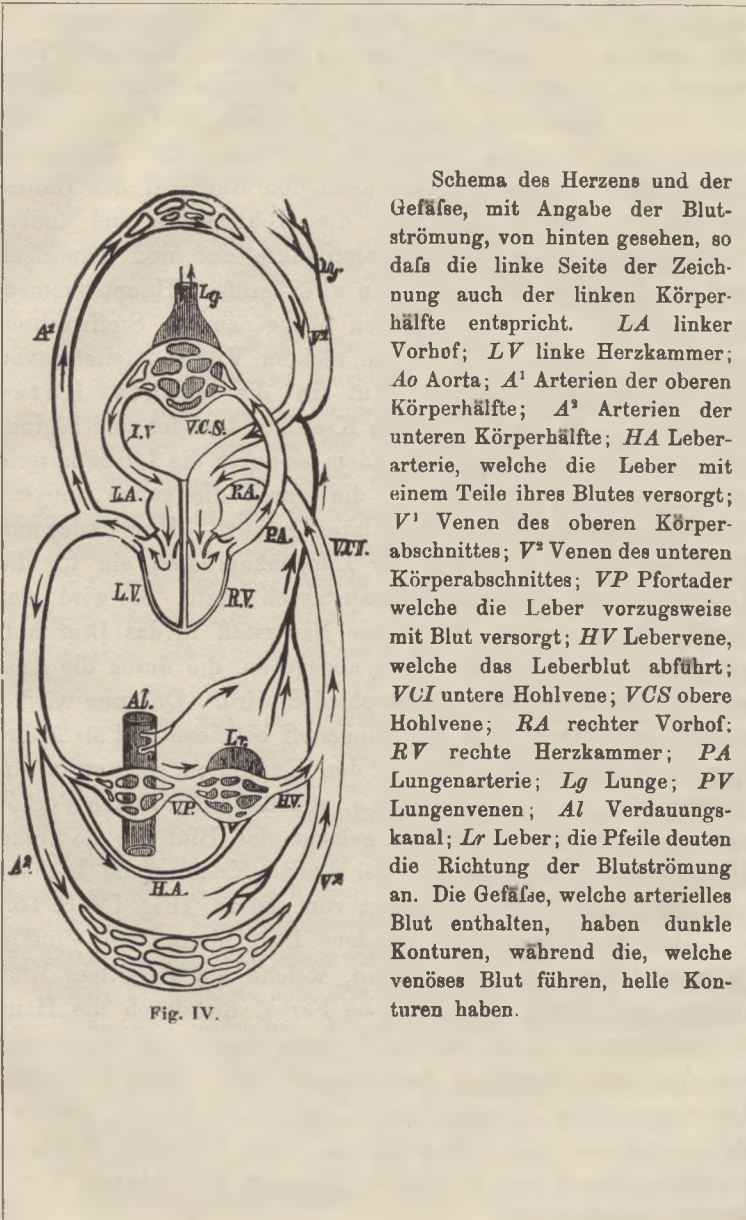 Schema des Herzens und der
Gefäſse, mit Angabe der Blut-
strömung, von hinten gesehen, so
daſs die linke Seite der Zeich-
nung auch der linken Körper-
hälfte entspricht. LA linker
Vorhof; LV linke Herzkammer;
Ao Aorta; A¹ Arterien der oberen
Körperhälfte; A² Arterien der
unteren Körperhälfte; HA Leber-
arterie, welche die Leber mit
einem Teile ihres Blutes versorgt;
V¹ Venen des oberen Körper-
abschnittes; V² Venen des unteren
Körperabschnittes; VP Pfortader
welche die Leber vorzugsweise
mit Blut versorgt; HV Lebervene,
welche das Leberblut abführt;
VCI untere Hohlvene; VCS obere
Hohlvene; RA rechter Vorhof;
RV rechte Herzkammer; PA
Lungenarterie; Lg Lunge; PV
Lungenvenen; Al Verdauungs-
kanal; Lr Leber; die Pfeile deuten
die Richtung der Blutströmung
an. Die Gefäſse, welche arterielles
Blut enthalten, haben dunkle
Konturen, während die, welche
venöses Blut führen, helle Kon-
turen haben.
Lg.
A¹
V¹
V.C.S.
L.A.
R.A.
P.A.
V.C.I.
L.V.
R.V.
Al.
Lr.
V.P.
H.V.
H.A.
A²
V²
Fig. IV.